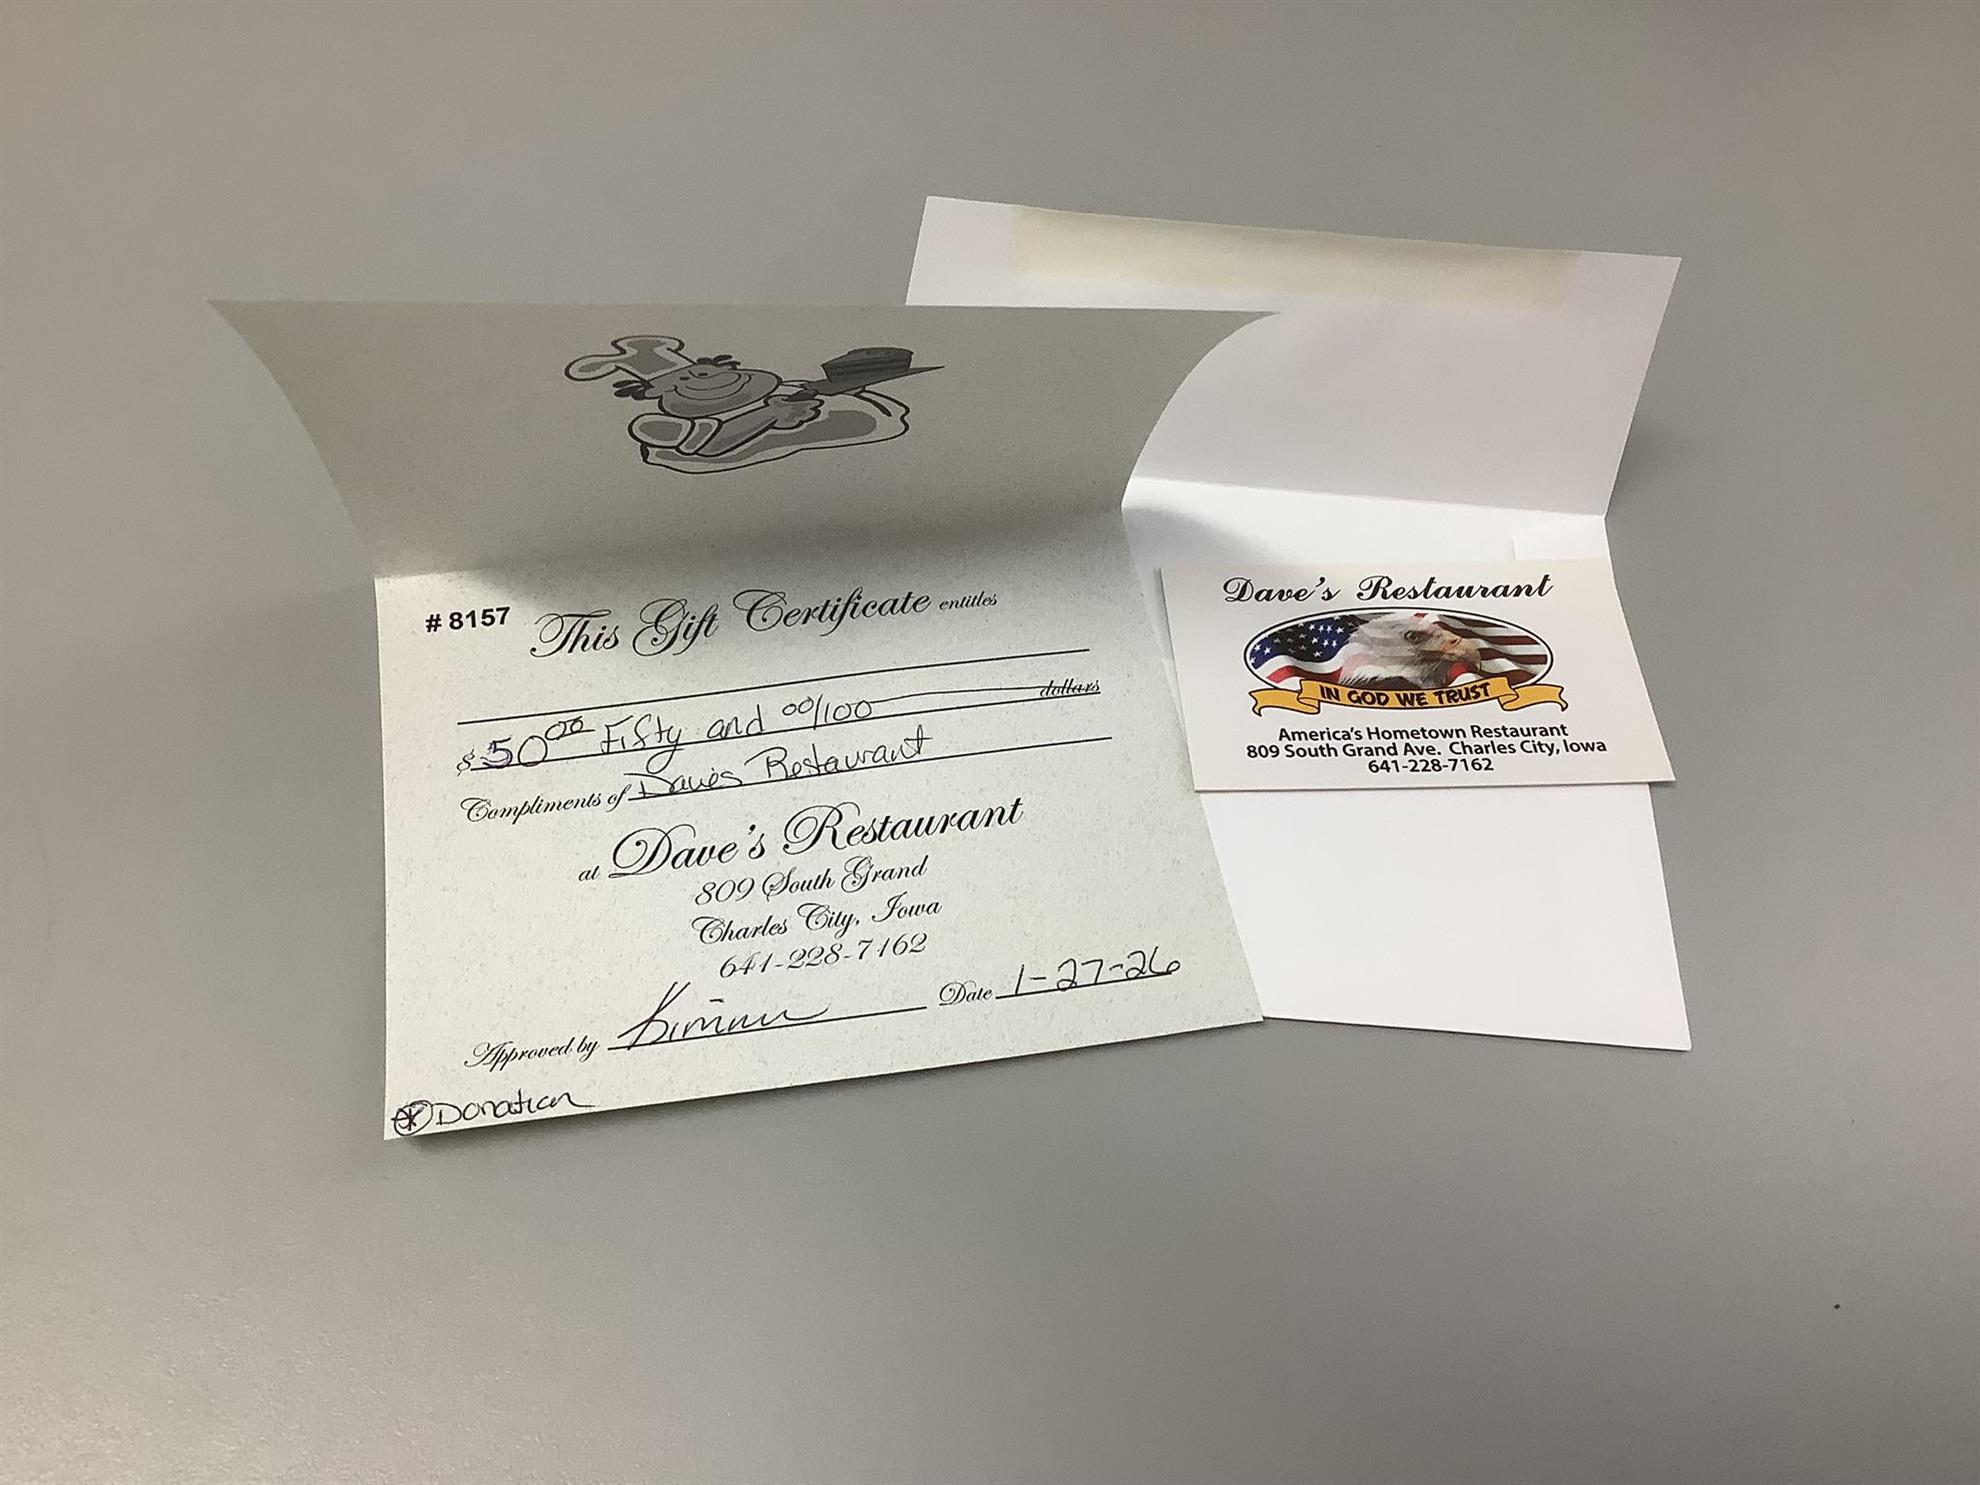 # 8157
This Gift Certificate entitles
$ 50.00 Fifty and 00/100 dollars
Compliments of Dave's Restaurant
at Dave's Restaurant
809 South Grand
Charles City, Iowa
641-228-7162
Approved by
Date 1-27-26
Donation
Dave's Restaurant
IN GOD WE TRUST
America's Hometown Restaurant
809 South Grand Ave. Charles City, Iowa
641-228-7162